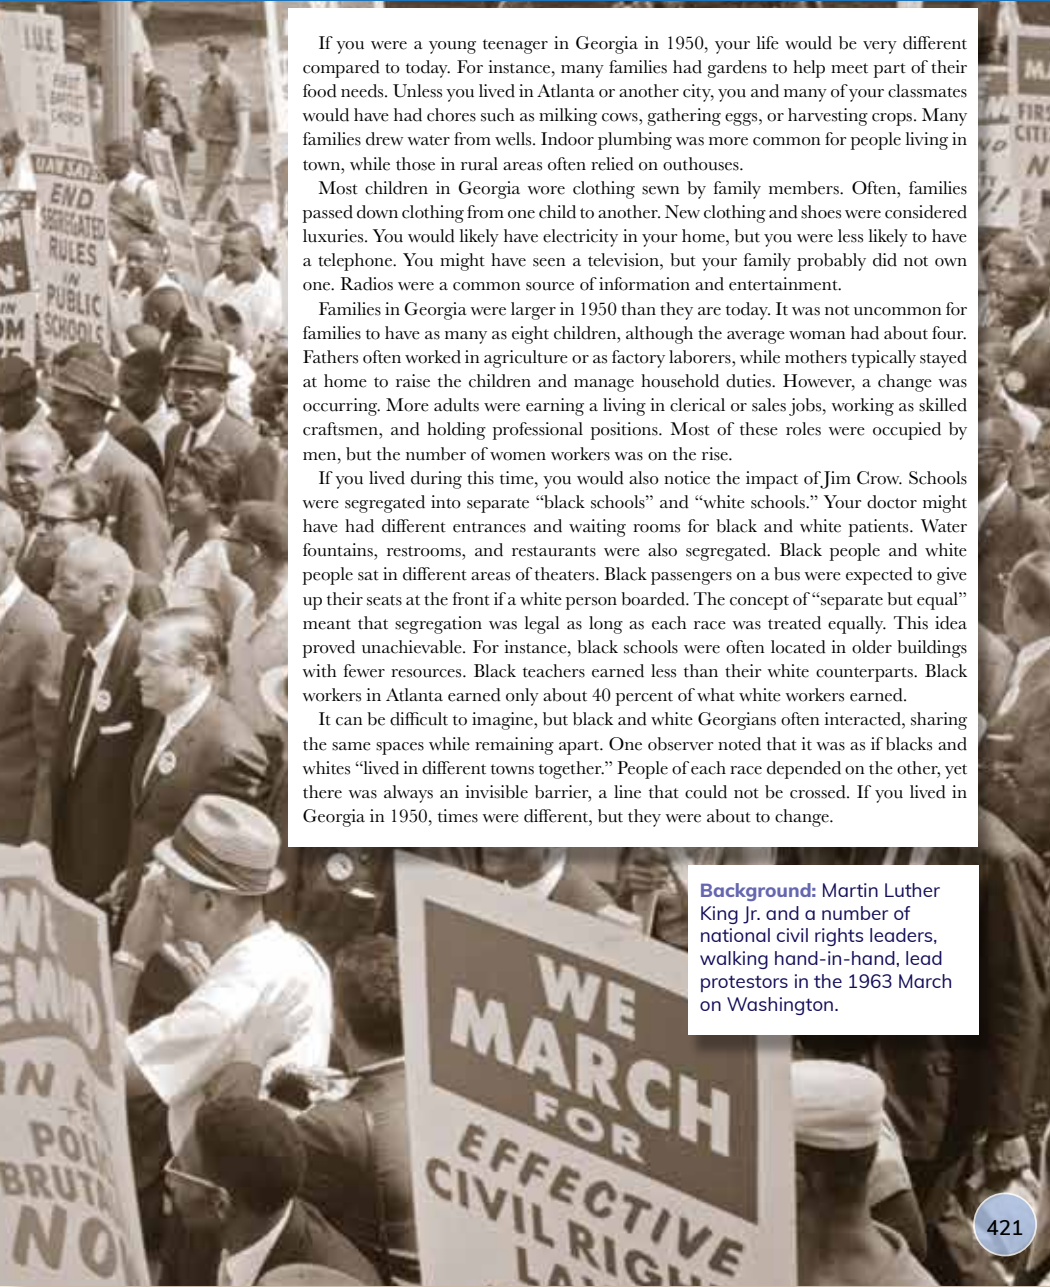 If you were a young teenager in Georgia in 1950, your life would be very different
compared to today. For instance, many families had gardens to help meet part of their
food needs. Unless you lived in Atlanta or another city, you and many of your classmates
would have had chores such as milking cows, gathering eggs, or harvesting crops. Many
families drew water from wells. Indoor plumbing was more common for people living in
town, while those in rural areas often relied on outhouses.
Most children in Georgia wore clothing sewn by family members. Often, families
passed down clothing from one child to another. New clothing and shoes were considered
luxuries. You would likely have electricity in your home, but you were less likely to have
a telephone. You might have seen a television, but your family probably did not own
one. Radios were a common source of information and entertainment.
Families in Georgia were larger in 1950 than they are today. It was not uncommon for
families to have as many as eight children, although the average woman had about four.
Fathers often worked in agriculture or as factory laborers, while mothers typically stayed
at home to raise the children and manage household duties. However, a change was
occurring. More adults were earning a living in clerical or sales jobs, working as skilled
craftsmen, and holding professional positions. Most of these roles were occupied by
men, but the number of women workers was on the rise.
If you lived during this time, you would also notice the impact of Jim Crow. Schools
were segregated into separate “black schools” and “white schools.” Your doctor might
have had different entrances and waiting rooms for black and white patients. Water
fountains, restrooms, and restaurants were also segregated. Black people and white
people sat in different areas of theaters. Black passengers on a bus were expected to give
up their seats at the front if a white person boarded. The concept of “separate but equal”
meant that segregation was legal as long as each race was treated equally. This idea
proved unachievable. For instance, black schools were often located in older buildings
with fewer resources. Black teachers earned less than their white counterparts. Black
workers in Atlanta earned only about 40 percent of what white workers earned.
It can be difficult to imagine, but black and white Georgians often interacted, sharing
the same spaces while remaining apart. One observer noted that it was as if blacks and
whites “lived in different towns together.” People of each race depended on the other, yet
there was always an invisible barrier, a line that could not be crossed. If you lived in
Georgia in 1950, times were different, but they were about to change.
Background: Martin Luther
King Jr. and a number of
national civil rights leaders,
walking hand-in-hand, lead
protestors in the 1963 March
on Washington.
I.U.E.
FIRST
BAPTIST
CHURCH
UAW SAYS
END
SEGREGATED
RULES
IN
PUBLIC
SCHOOLS
WE
MARCH
FOR
EFFECTIVE
CIVIL RIGH
LA
NO
421